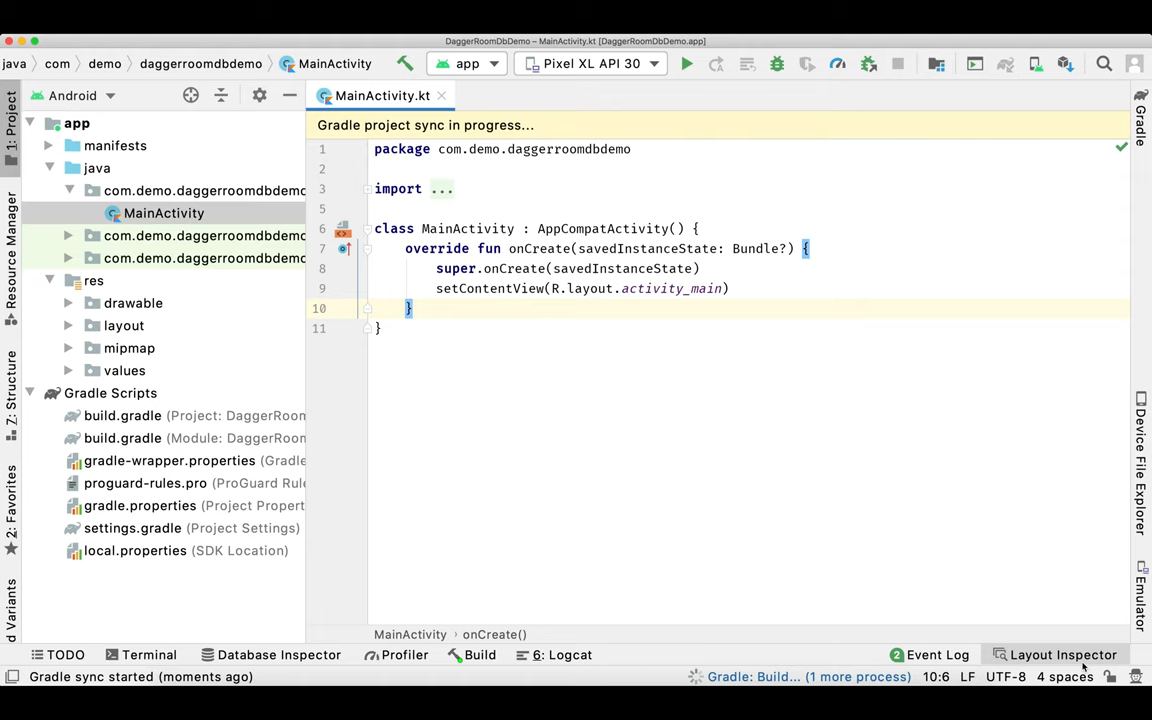 DaggerRoomDbDemo – MainActivity.kt [DaggerRoomDbDemo.app]
java
com
demo
daggerroomdbdemo
MainActivity
app
Pixel XL API 30
1: Project
Resource Manager
Z: Structure
2: Favorites
d Variants
Android
app
manifests
java
com.demo.daggerroomdbdemo
MainActivity
com.demo.daggerroomdbdemo
com.demo.daggerroomdbdemo
res
drawable
layout
mipmap
values
Gradle Scripts
build.gradle (Project: DaggerRoom
build.gradle (Module: DaggerRoom
gradle-wrapper.properties (Gradle
proguard-rules.pro (ProGuard Rule
gradle.properties (Project Propert
settings.gradle (Project Settings)
local.properties (SDK Location)
MainActivity.kt
Gradle project sync in progress...
1 package com.demo.daggerroomdbdemo
2
3 import ...
5
6 class MainActivity : AppCompatActivity() {
7 override fun onCreate(savedInstanceState: Bundle?) {
8 super.onCreate(savedInstanceState)
9 setContentView(R.layout.activity_main)
10 }
11 }
MainActivity › onCreate()
Gradle
Device File Explorer
Emulator
TODO
Terminal
Database Inspector
Profiler
Build
6: Logcat
2 Event Log
Layout Inspector
Gradle sync started (moments ago)
Gradle: Build... (1 more process)
10:6
LF
UTF-8
4 spaces